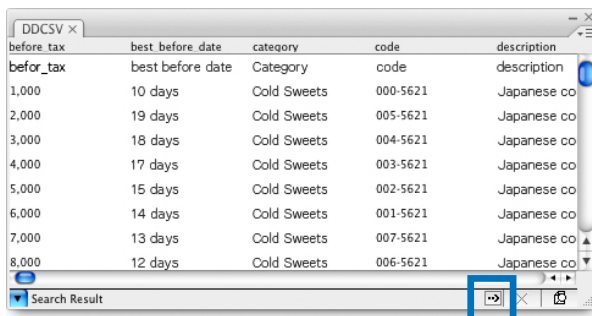 DDCSV ×
before_tax best_before_date category code description
befor_tax best before date Category code description
1,000 10 days Cold Sweets 000-5621 Japanese co
2,000 19 days Cold Sweets 005-5621 Japanese co
3,000 18 days Cold Sweets 004-5621 Japanese co
4,000 17 days Cold Sweets 003-5621 Japanese co
5,000 15 days Cold Sweets 002-5621 Japanese co
6,000 14 days Cold Sweets 001-5621 Japanese co
7,000 13 days Cold Sweets 007-5621 Japanese co
8,000 12 days Cold Sweets 006-5621 Japanese co
Search Result